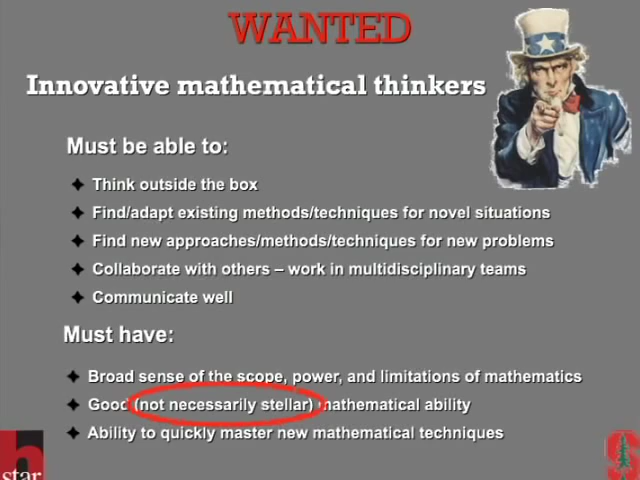 WANTED
Innovative mathematical thinkers
Must be able to:
Think outside the box
Find/adapt existing methods/techniques for novel situations
Find new approaches/methods/techniques for new problems
Collaborate with others – work in multidisciplinary teams
Communicate well
Must have:
Broad sense of the scope, power, and limitations of mathematics
Good (not necessarily stellar) mathematical ability
Ability to quickly master new mathematical techniques
h
star
S